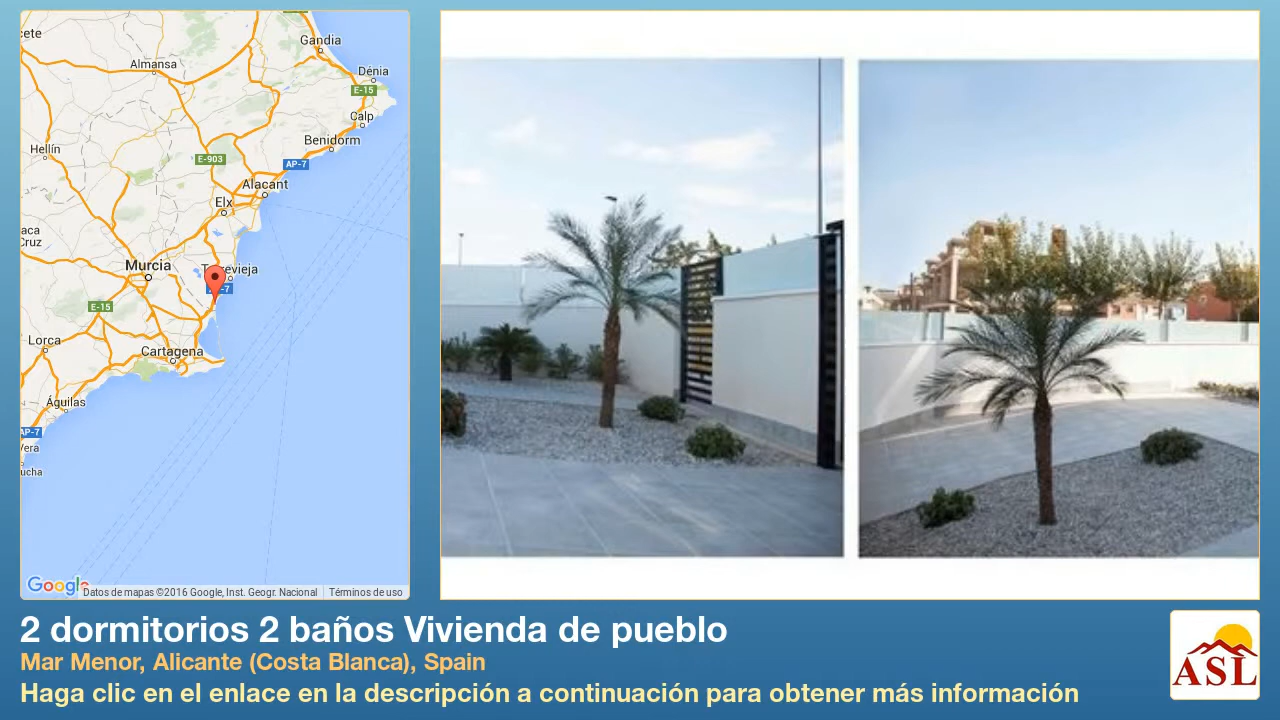 cete
Gandia
Almansa
Dénia
E-15
Calp
Hellín
E-903
Benidorm
AP-7
Alacant
Elx
Murcia
E-15
Lorca
Cartagena
Águilas
AP-7
Vera
Google
Datos de mapas ©2016 Google, Inst. Geogr. Nacional
Términos de uso
2 dormitorios 2 baños Vivienda de pueblo
Mar Menor, Alicante (Costa Blanca), Spain
Haga clic en el enlace en la descripción a continuación para obtener más información
ASL